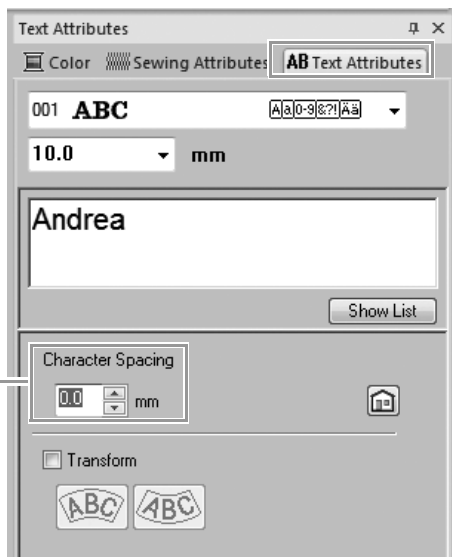 Text Attributes
Color Sewing Attributes AB Text Attributes
001 ABC Aa0-9&?!Ää
10.0 mm
Andrea
Show List
Character Spacing
0.0 mm
Transform
ABC ABC